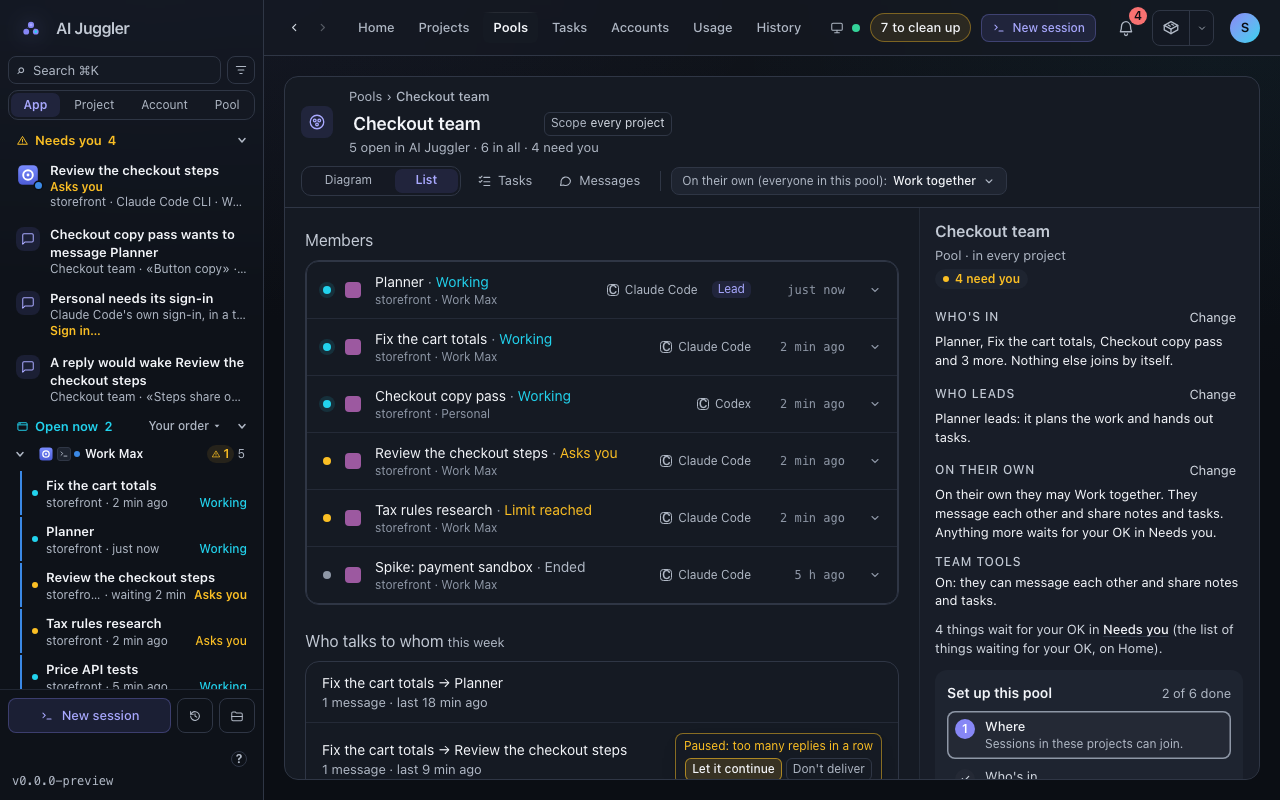 AI Juggler
Search ⌘K
App Project Account Pool
Needs you 4
Review the checkout steps
Asks you
storefront · Claude Code CLI · W...
Checkout copy pass wants to
message Planner
Checkout team · «Button copy» ·...
Personal needs its sign-in
Claude Code's own sign-in, in a t...
Sign in...
A reply would wake Review the
checkout steps
Checkout team · «Steps share o...
Open now 2 Your order
Work Max 1 5
Fix the cart totals
storefront · 2 min ago Working
Planner
storefront · just now Working
Review the checkout steps
storefro... · waiting 2 min Asks you
Tax rules research
storefront · 2 min ago Asks you
Price API tests
storefront · 5 min ago Working
New session
?
v0.0.0-preview
Home Projects Pools Tasks Accounts Usage History
7 to clean up
New session
4
S
Pools › Checkout team
Checkout team
Scope every project
5 open in AI Juggler · 6 in all · 4 need you
Diagram List Tasks Messages
On their own (everyone in this pool): Work together
Members
Planner · Working
storefront · Work Max
Claude Code Lead just now
Fix the cart totals · Working
storefront · Work Max
Claude Code 2 min ago
Checkout copy pass · Working
storefront · Personal
Codex 2 min ago
Review the checkout steps · Asks you
storefront · Work Max
Claude Code 2 min ago
Tax rules research · Limit reached
storefront · Work Max
Claude Code 2 min ago
Spike: payment sandbox · Ended
storefront · Work Max
Claude Code 5 h ago
Who talks to whom this week
Fix the cart totals → Planner
1 message · last 18 min ago
Fix the cart totals → Review the checkout steps
1 message · last 9 min ago
Paused: too many replies in a row
Let it continue Don't deliver
Checkout team
Pool · in every project
4 need you
WHO'S IN Change
Planner, Fix the cart totals, Checkout copy pass
and 3 more. Nothing else joins by itself.
WHO LEADS Change
Planner leads: it plans the work and hands out
tasks.
ON THEIR OWN Change
On their own they may Work together. They
message each other and share notes and tasks.
Anything more waits for your OK in Needs you.
TEAM TOOLS
On: they can message each other and share notes
and tasks.
4 things wait for your OK in Needs you (the list of
things waiting for your OK, on Home).
Set up this pool 2 of 6 done
1 Where
Sessions in these projects can join.
Who's in